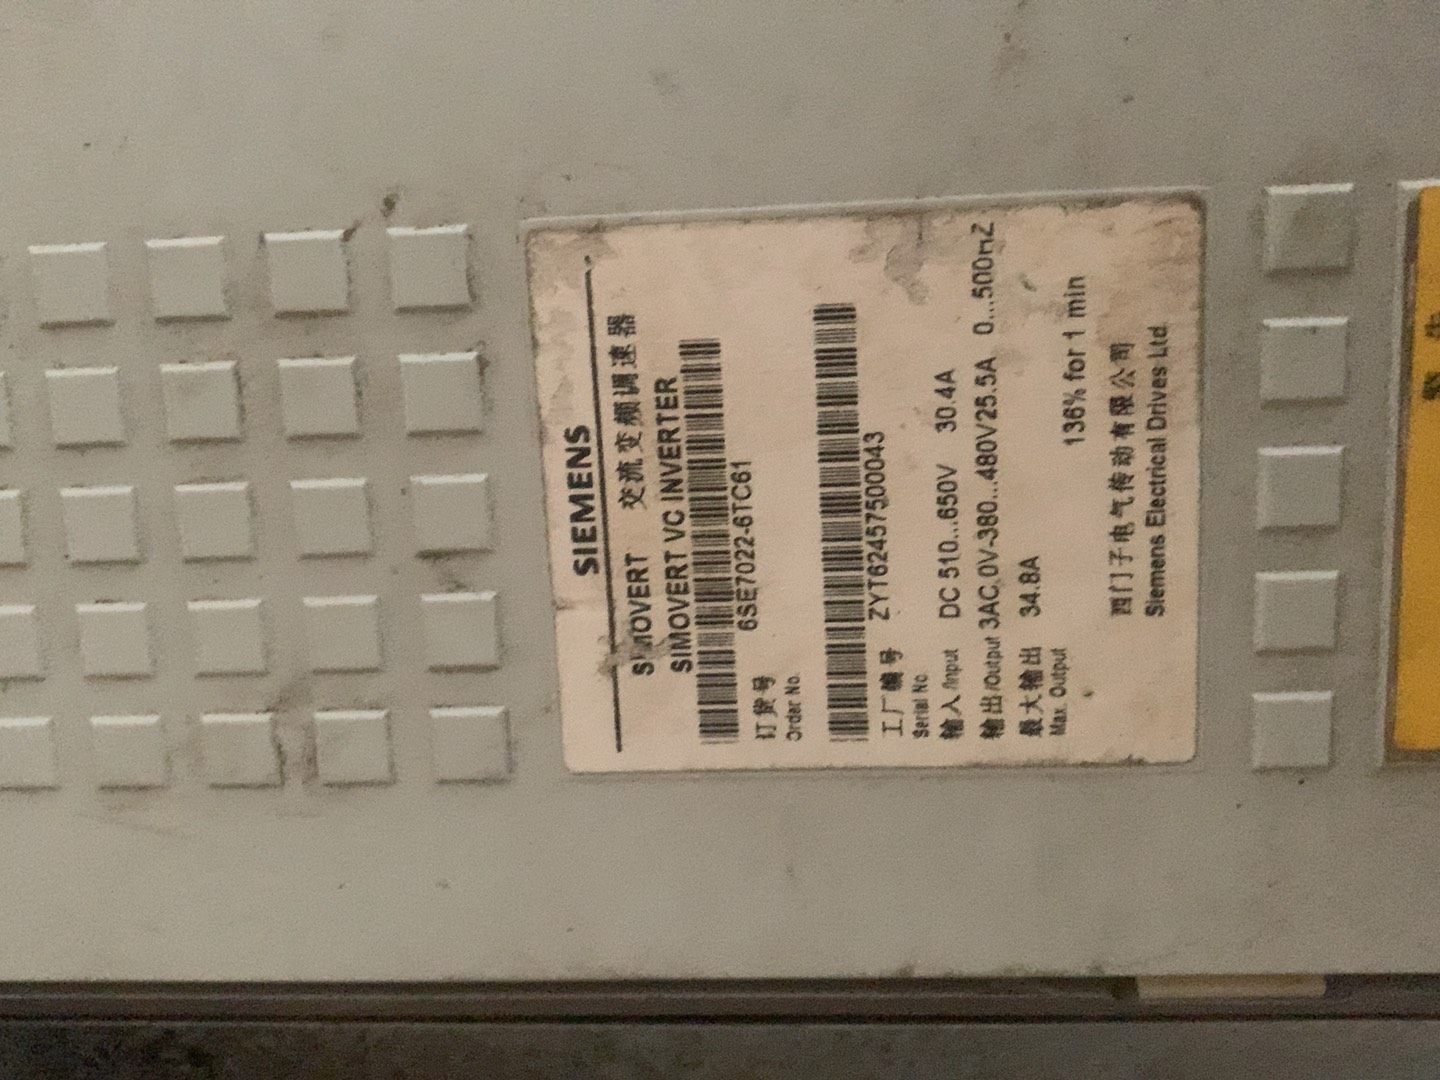 SIEMENS
SIMOVERT 交流变频调速器
SIMOVERT VC INVERTER
6SE7022-6TC61
订货号
Order No.
ZYT62457500043
工厂编号
Serial No.
输入/Input DC 510...650V 30.4A
输出/Output 3AC,0V-380...480V25.5A 0...500HZ
最大输出 34.8A
Max. Output
136% for 1 min
西门子电气传动有限公司
Siemens Electrical Drives Ltd.